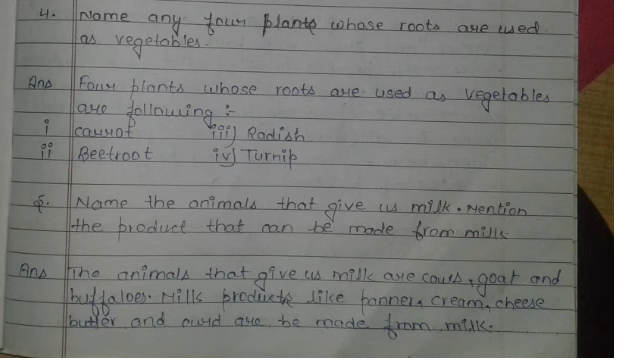 4. Name any four plants whose roots are used
as vegetables.
Ans Four plants whose roots are used as vegetables
are following :-
i carrot iii) Radish
ii Beetroot iv) Turnip
5. Name the animals that give us milk. Mention
the product that can be made from milk
Ans The animals that give us milk are cows, goat and
buffaloes. Milk products like panner, cream, cheese
butter and curd are be made from milk.